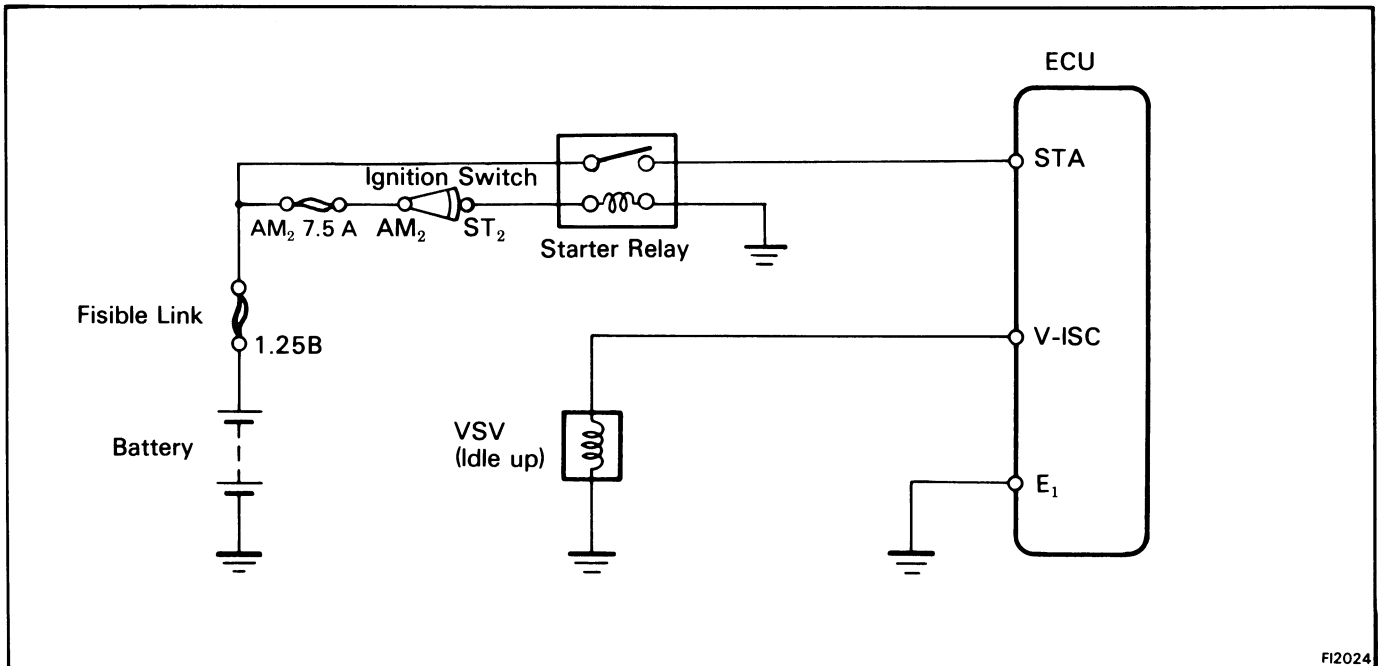 ECU
STA
Ignition Switch
AM₂ 7.5 A AM₂ ST₂
Starter Relay
Fisible Link
1.25B
V-ISC
VSV
(Idle up)
Battery
E₁
FI2024